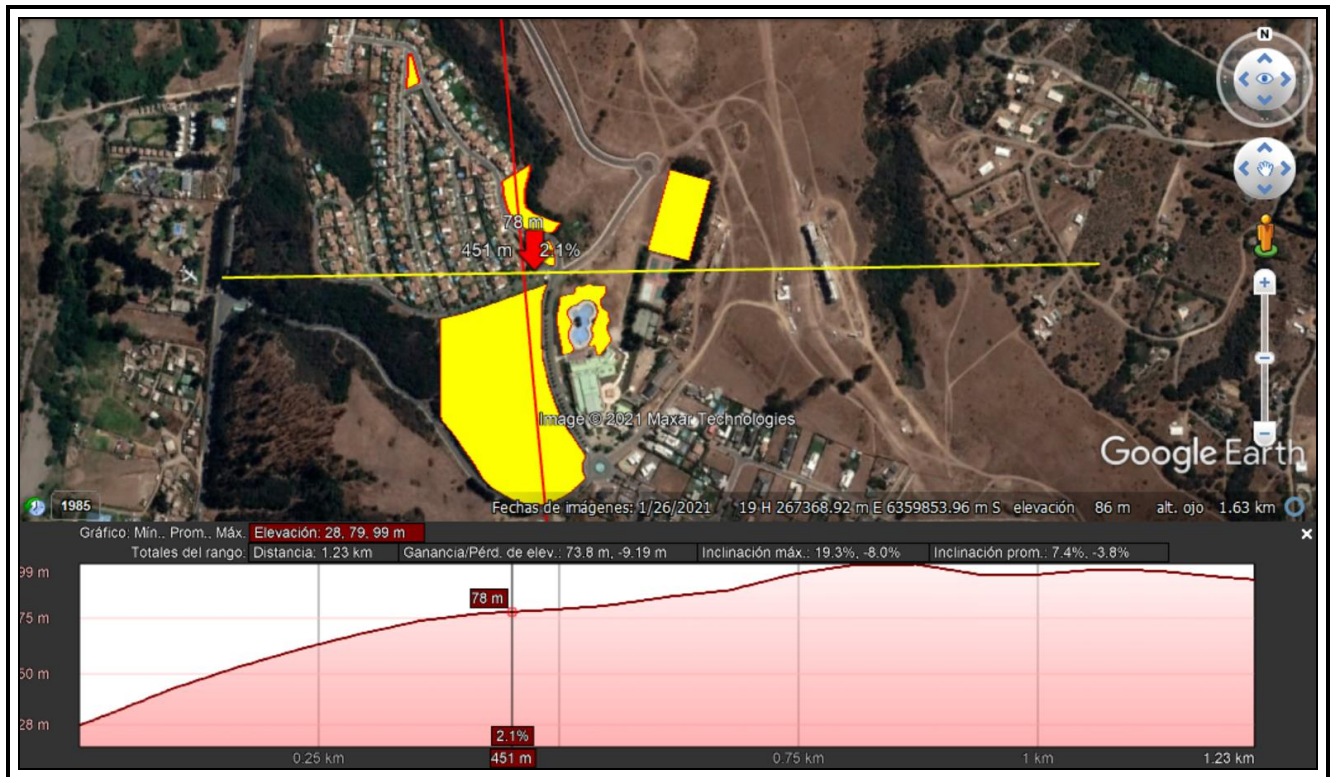 N
78 m
451 m 2.1%
Image © 2021 Maxar Technologies
Google Earth
1985
Fechas de imágenes: 1/26/2021 19 H 267368.92 m E 6359853.96 m S elevación 86 m alt. ojo 1.63 km
Gráfico: Mín.. Prom.. Máx. Elevación: 28, 79, 99 m
Totales del rango: Distancia: 1.23 km Ganancia/Pérd. de elev.: 73.8 m, -9.19 m Inclinación máx.: 19.3%, -8.0% Inclinación prom.: 7.4%, -3.8%
99 m
78 m
75 m
50 m
28 m
2.1%
0.25 km 451 m 0.75 km 1 km 1.23 km